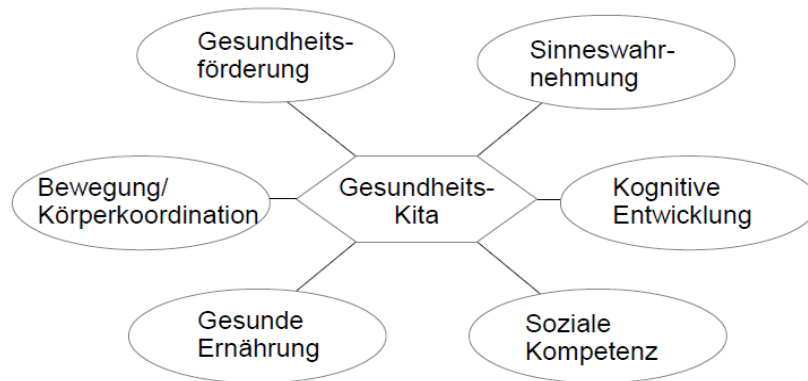 Gesundheits-
förderung
Sinneswahr-
nehmung
Bewegung/
Körperkoordination
Gesundheits-
Kita
Kognitive
Entwicklung
Gesunde
Ernährung
Soziale
Kompetenz